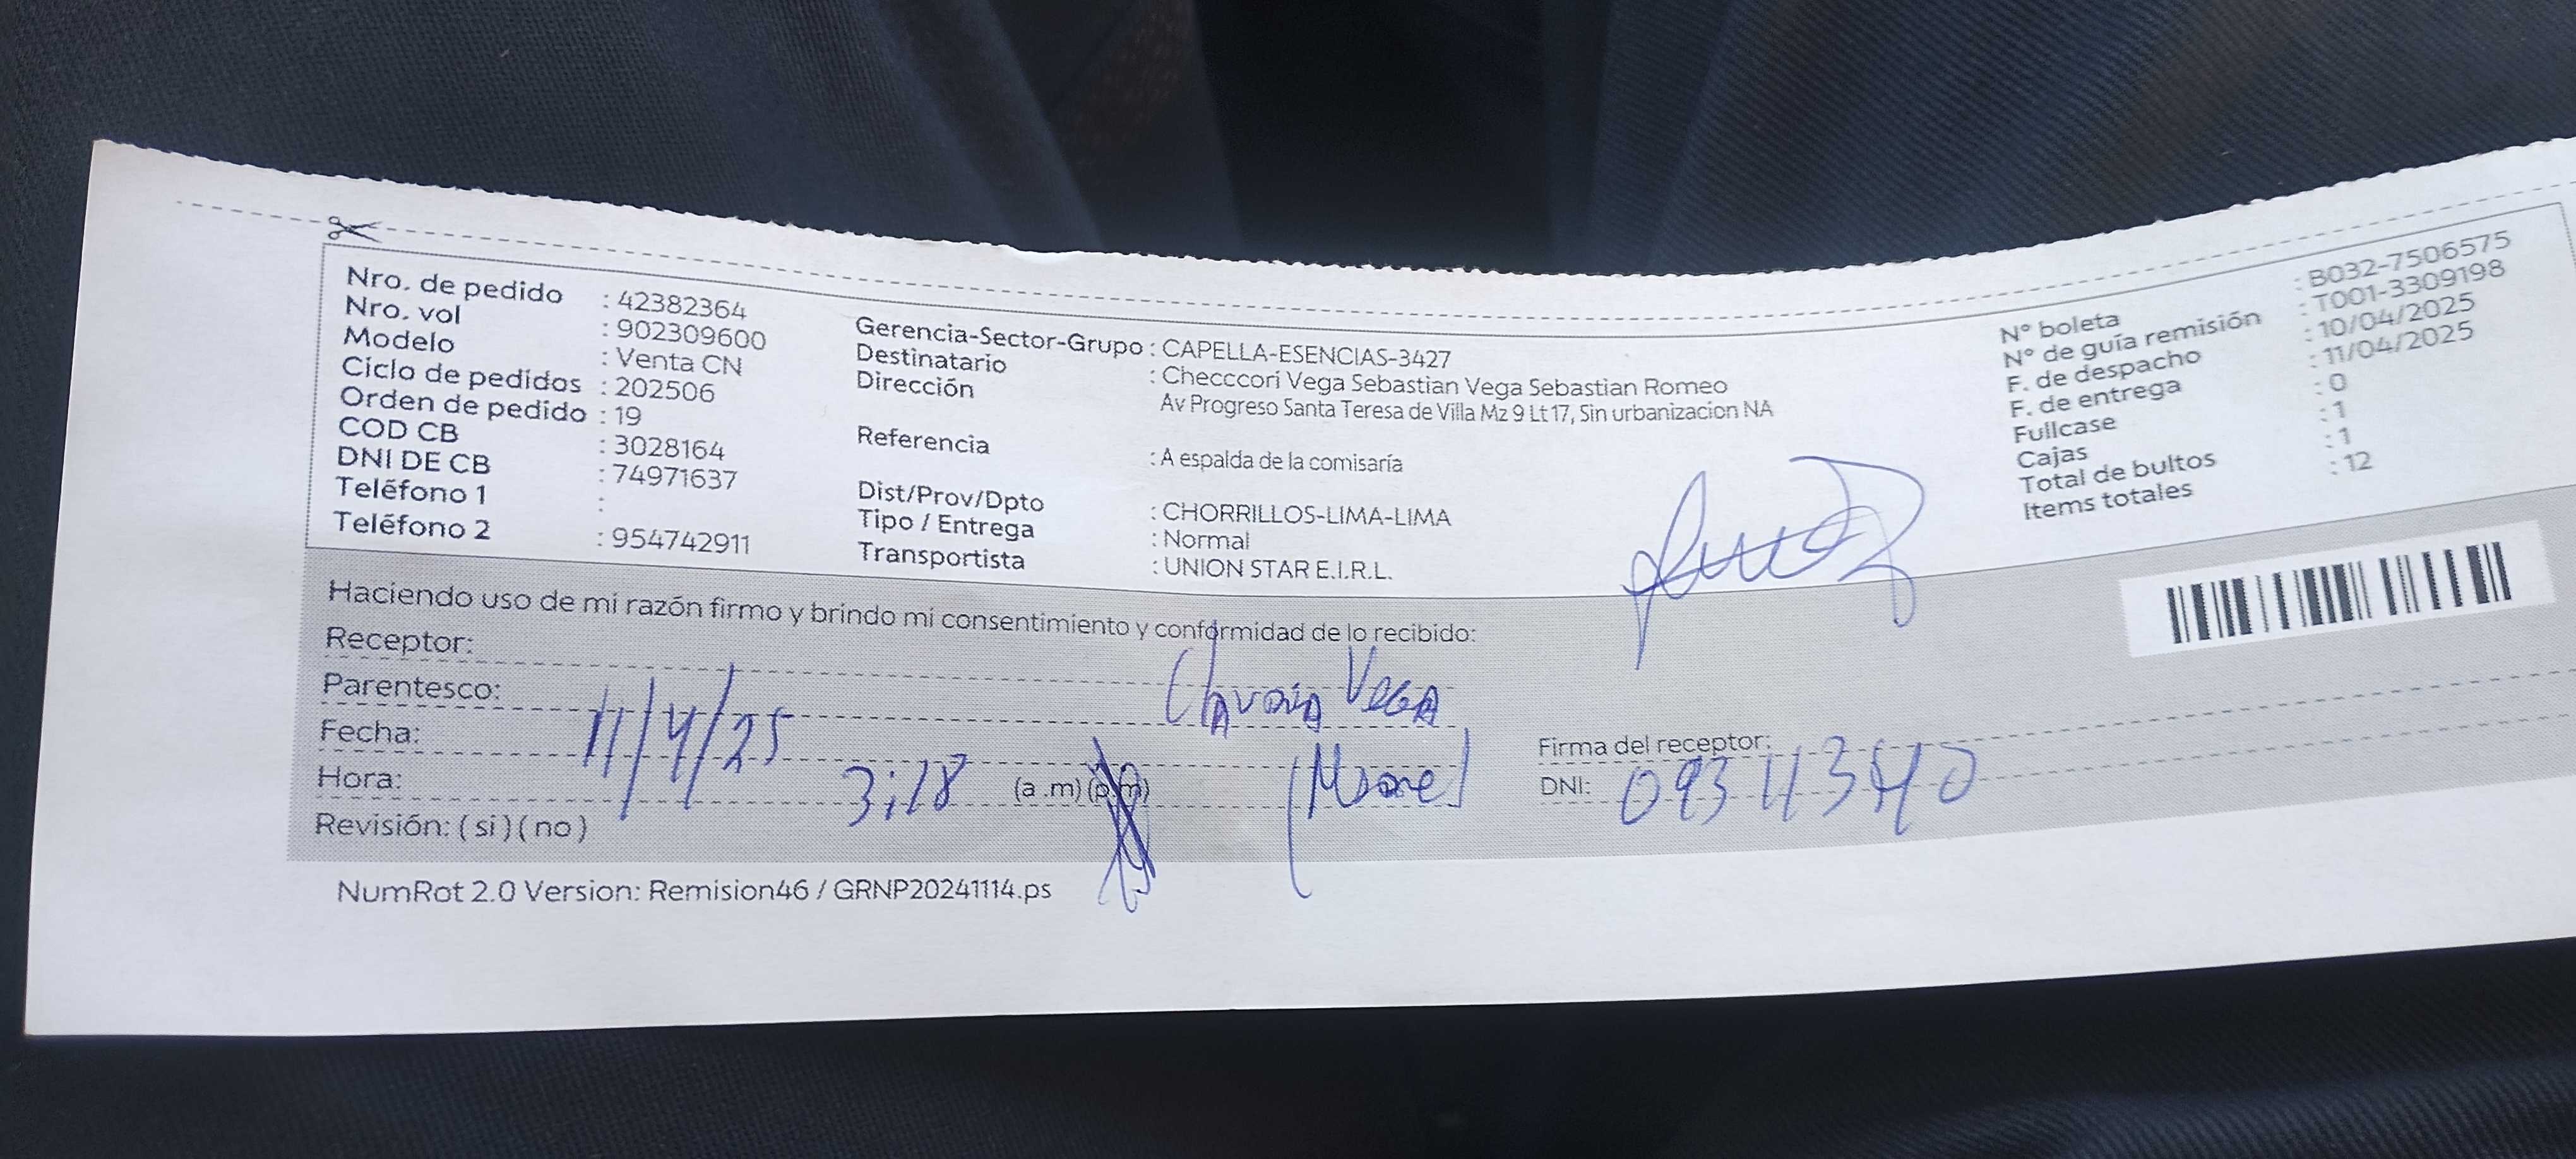 Nro. de pedido : 42382364
Nro. vol : 902309600
Modelo : Venta CN
Ciclo de pedidos : 202506
Orden de pedido : 19
COD CB : 3028164
DNI DE CB : 74971637
Teléfono 1 :
Teléfono 2 : 954742911
Gerencia-Sector-Grupo : CAPELLA-ESENCIAS-3427
Destinatario : Checccori Vega Sebastian Vega Sebastian Romeo
Dirección Av Progreso Santa Teresa de Villa Mz 9 Lt 17, Sin urbanizacion NA
Referencia : A espalda de la comisaría
Dist/Prov/Dpto : CHORRILLOS-LIMA-LIMA
Tipo / Entrega : Normal
Transportista : UNION STAR E.I.R.L.
N° boleta : B032-7506575
N° de guía remisión : T001-3309198
F. de despacho : 10/04/2025
F. de entrega : 11/04/2025
Fullcase : 0
Cajas : 1
Total de bultos : 1
Items totales : 12
Haciendo uso de mi razón firmo y brindo mi consentimiento y conformidad de lo recibido:
Receptor:
Parentesco: Vega
Fecha: 11/4/25
Hora: 3:18 (a .m) (p.m)
Revisión: ( si ) ( no )
Firma del receptor:
DNI:
NumRot 2.0 Version: Remision46 / GRNP20241114.ps